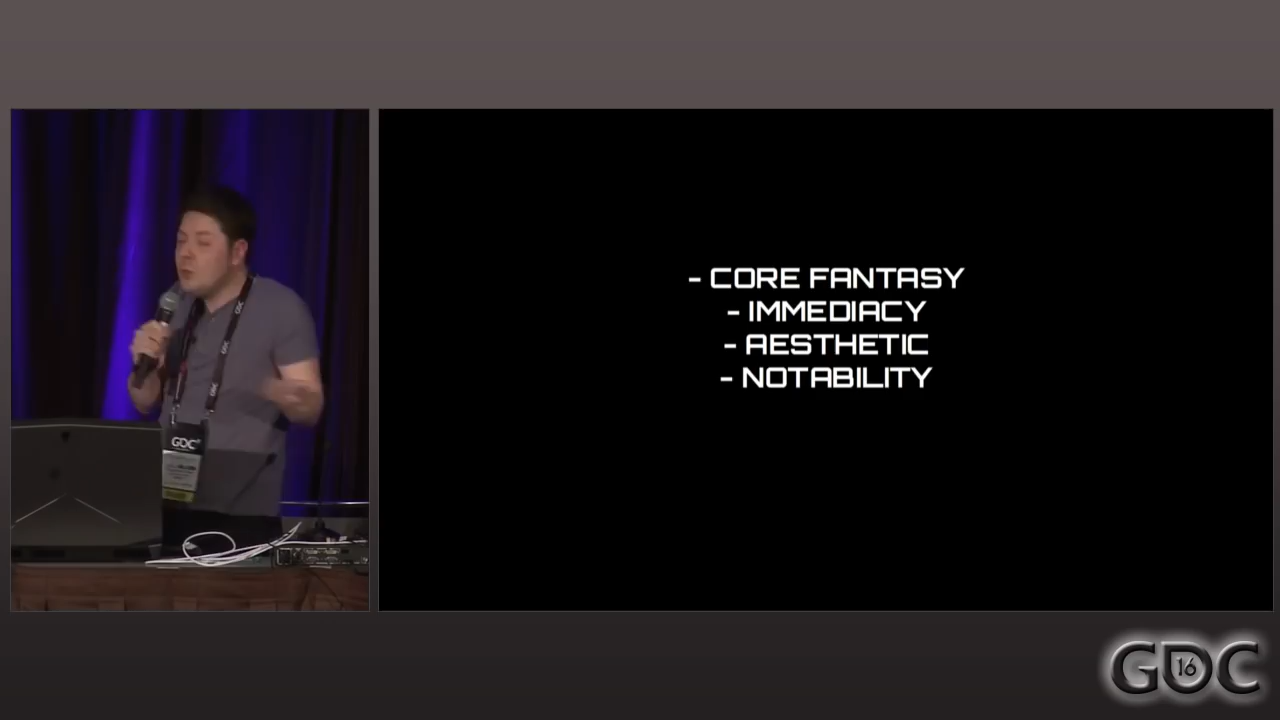 - CORE FANTASY
- IMMEDIACY
- AESTHETIC
- NOTABILITY
GDC
GDC
16